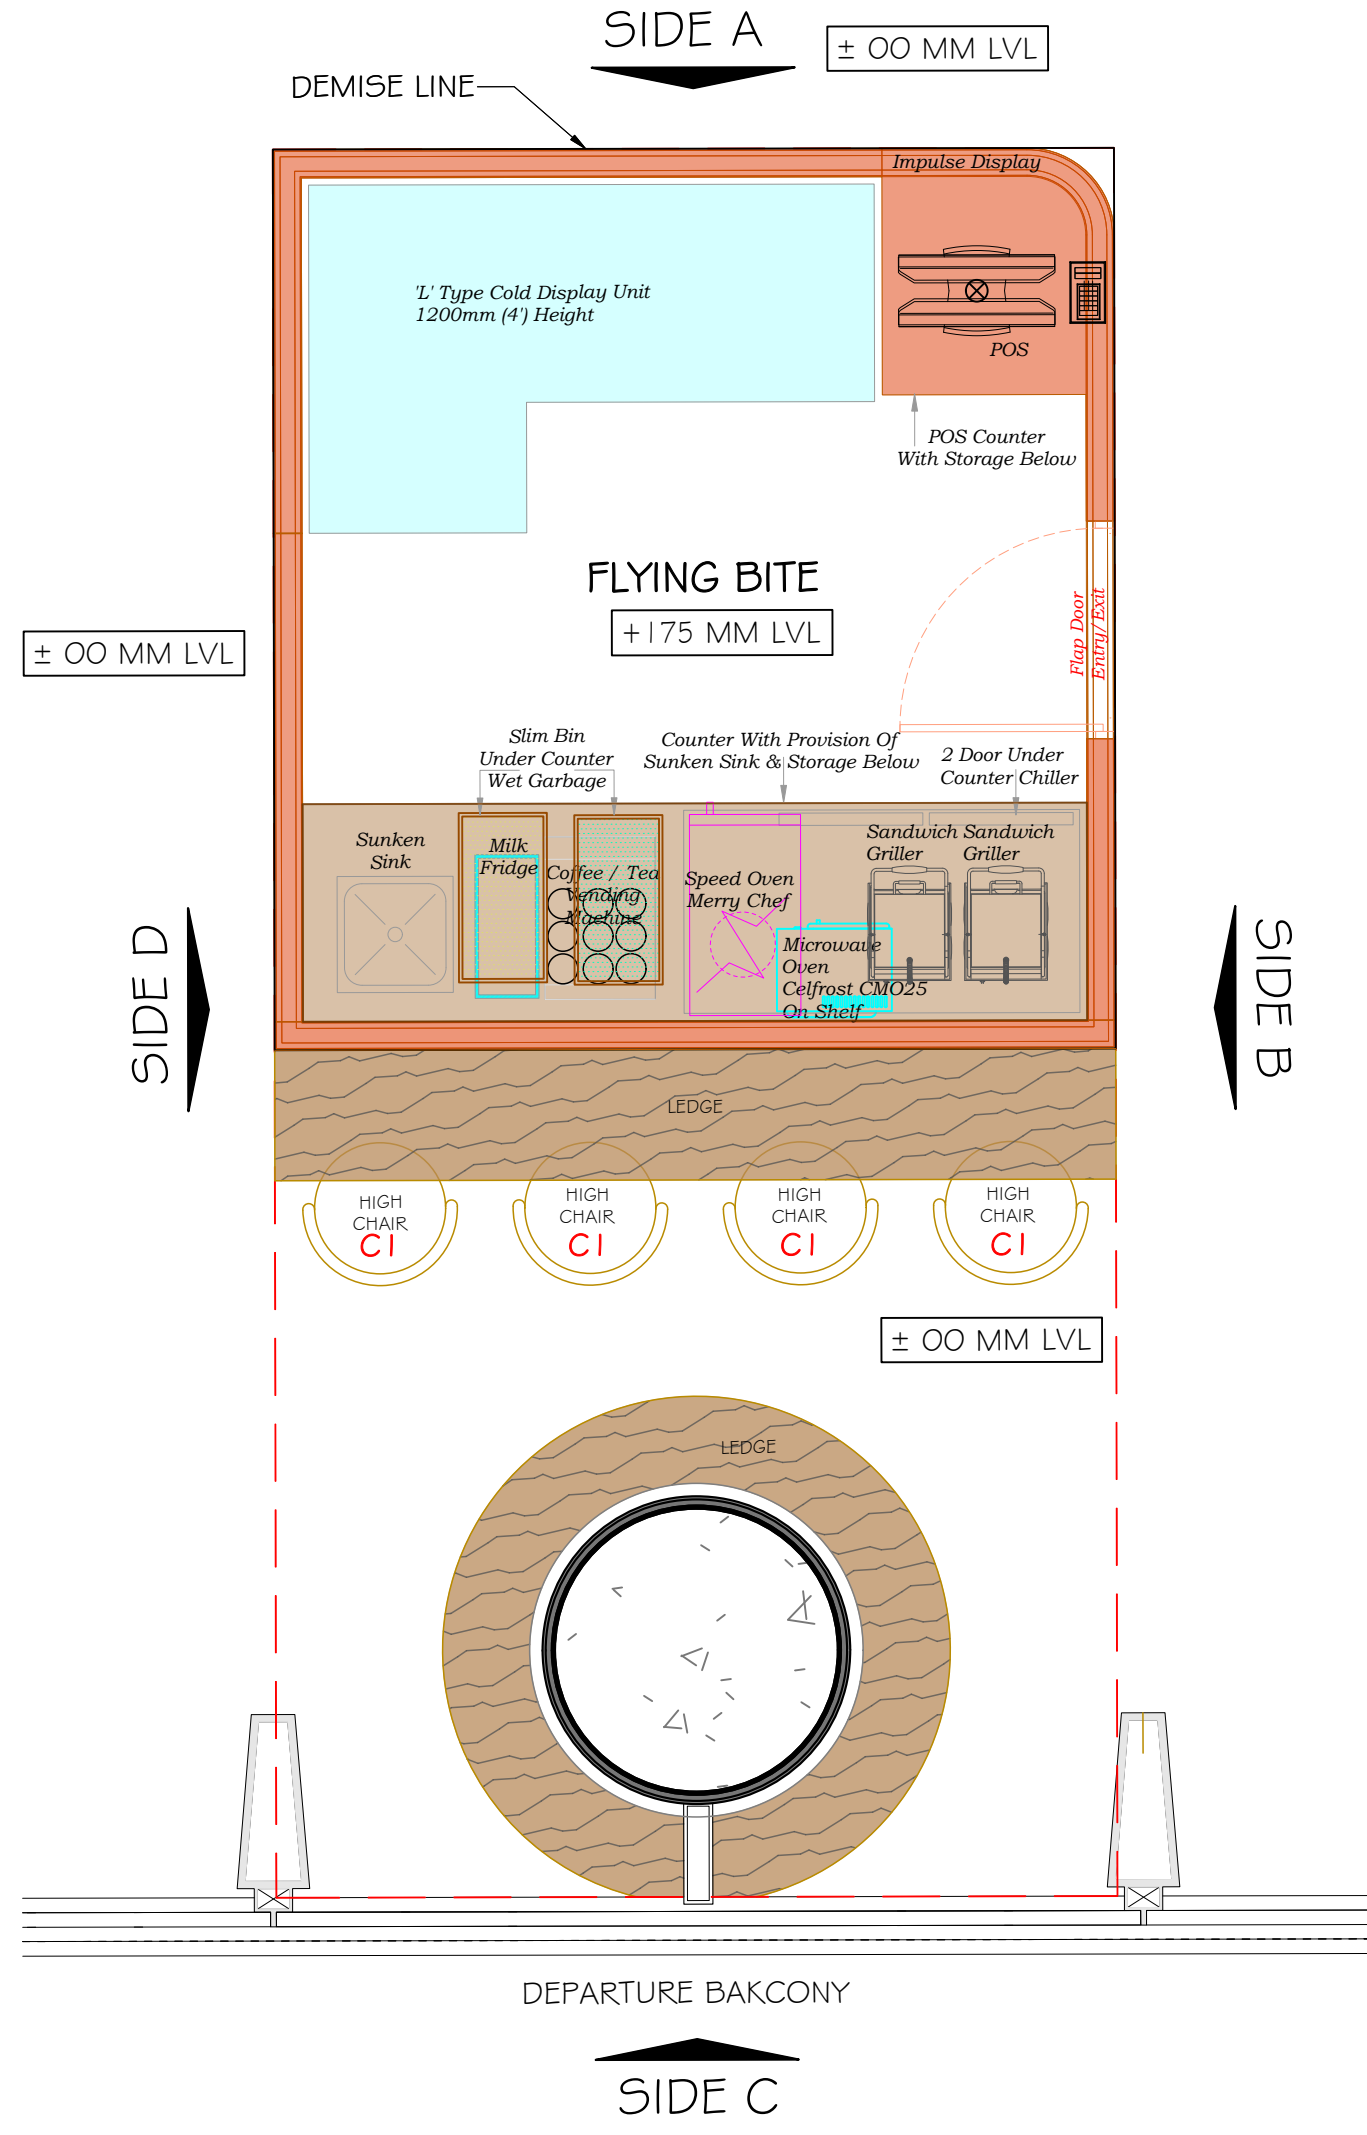 SIDE A
± 00 MM LVL
DEMISE LINE
Impulse Display
'L' Type Cold Display Unit
1200mm (4') Height
POS
POS Counter
With Storage Below
FLYING BITE
+175 MM LVL
± 00 MM LVL
Flap Door
Entry/Exit
Slim Bin
Under Counter
Wet Garbage
Counter With Provision Of
Sunken Sink & Storage Below
2 Door Under
Counter Chiller
Sunken
Sink
Milk
Fridge
Coffee / Tea
Vending
Machine
Speed Oven
Merry Chef
Microwave
Oven
Celfrost CMO25
On Shelf
Sandwich
Griller
Sandwich
Griller
SIDE D
SIDE B
LEDGE
HIGH
CHAIR
C1
HIGH
CHAIR
C1
HIGH
CHAIR
C1
HIGH
CHAIR
C1
± 00 MM LVL
LEDGE
DEPARTURE BAKCONY
SIDE C